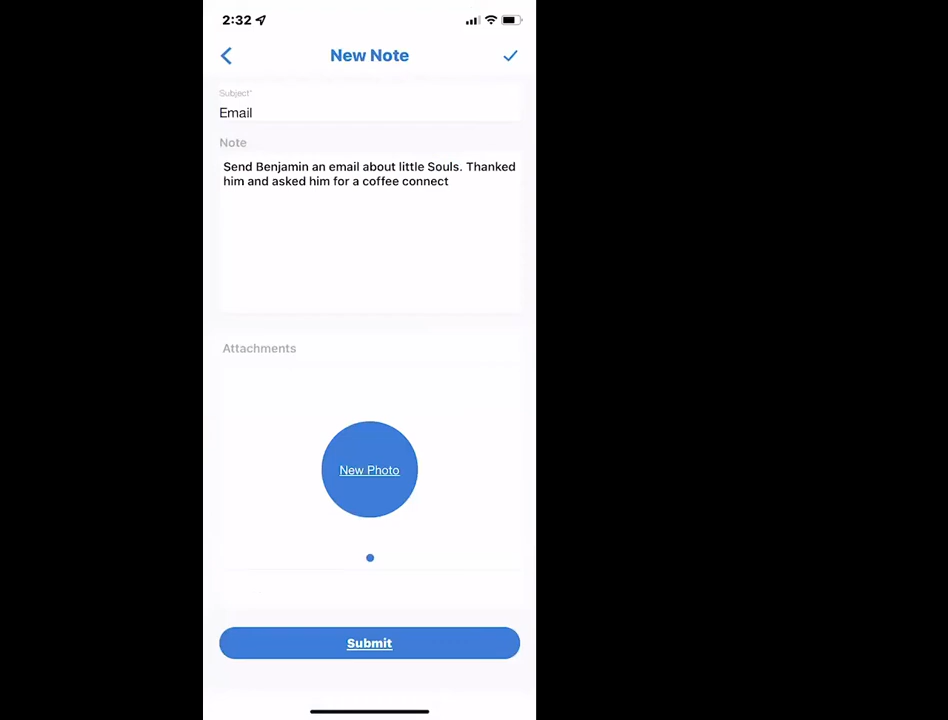 2:32
New Note
Subject*
Email
Note
Send Benjamin an email about little Souls. Thanked
him and asked him for a coffee connect
Attachments
New Photo
Submit